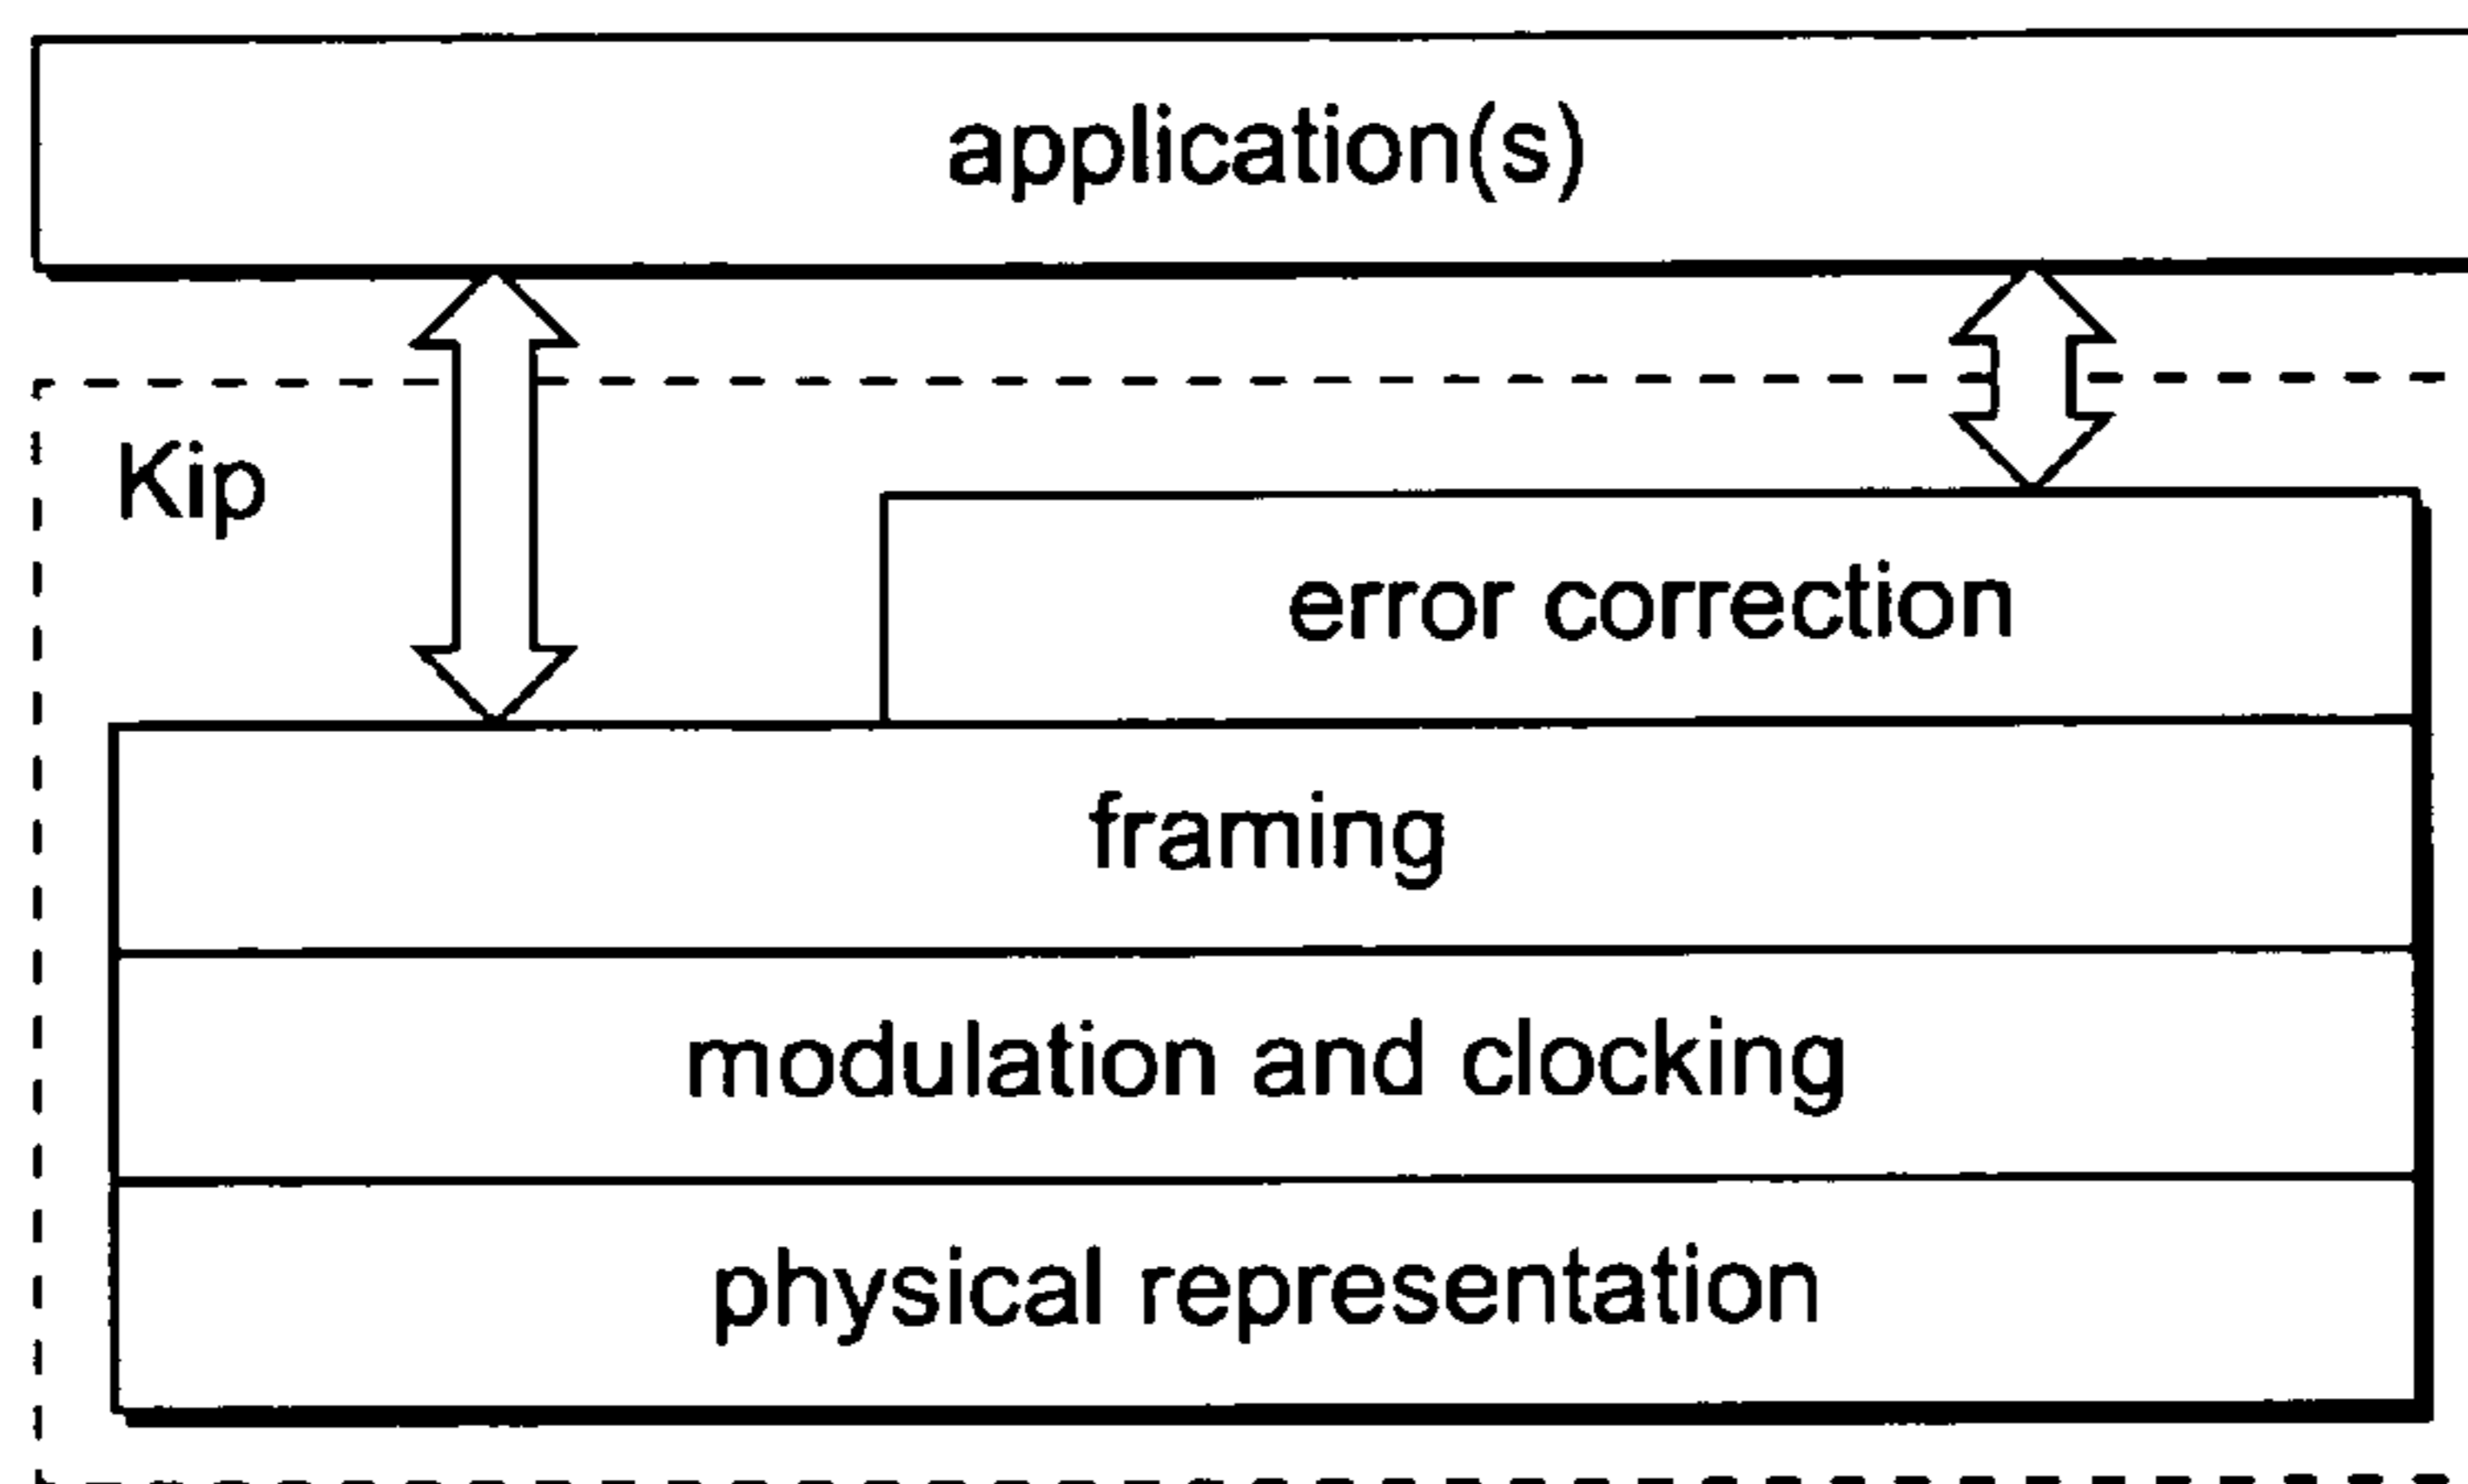 application(s)
Kip
error correction
framing
modulation and clocking
physical representation